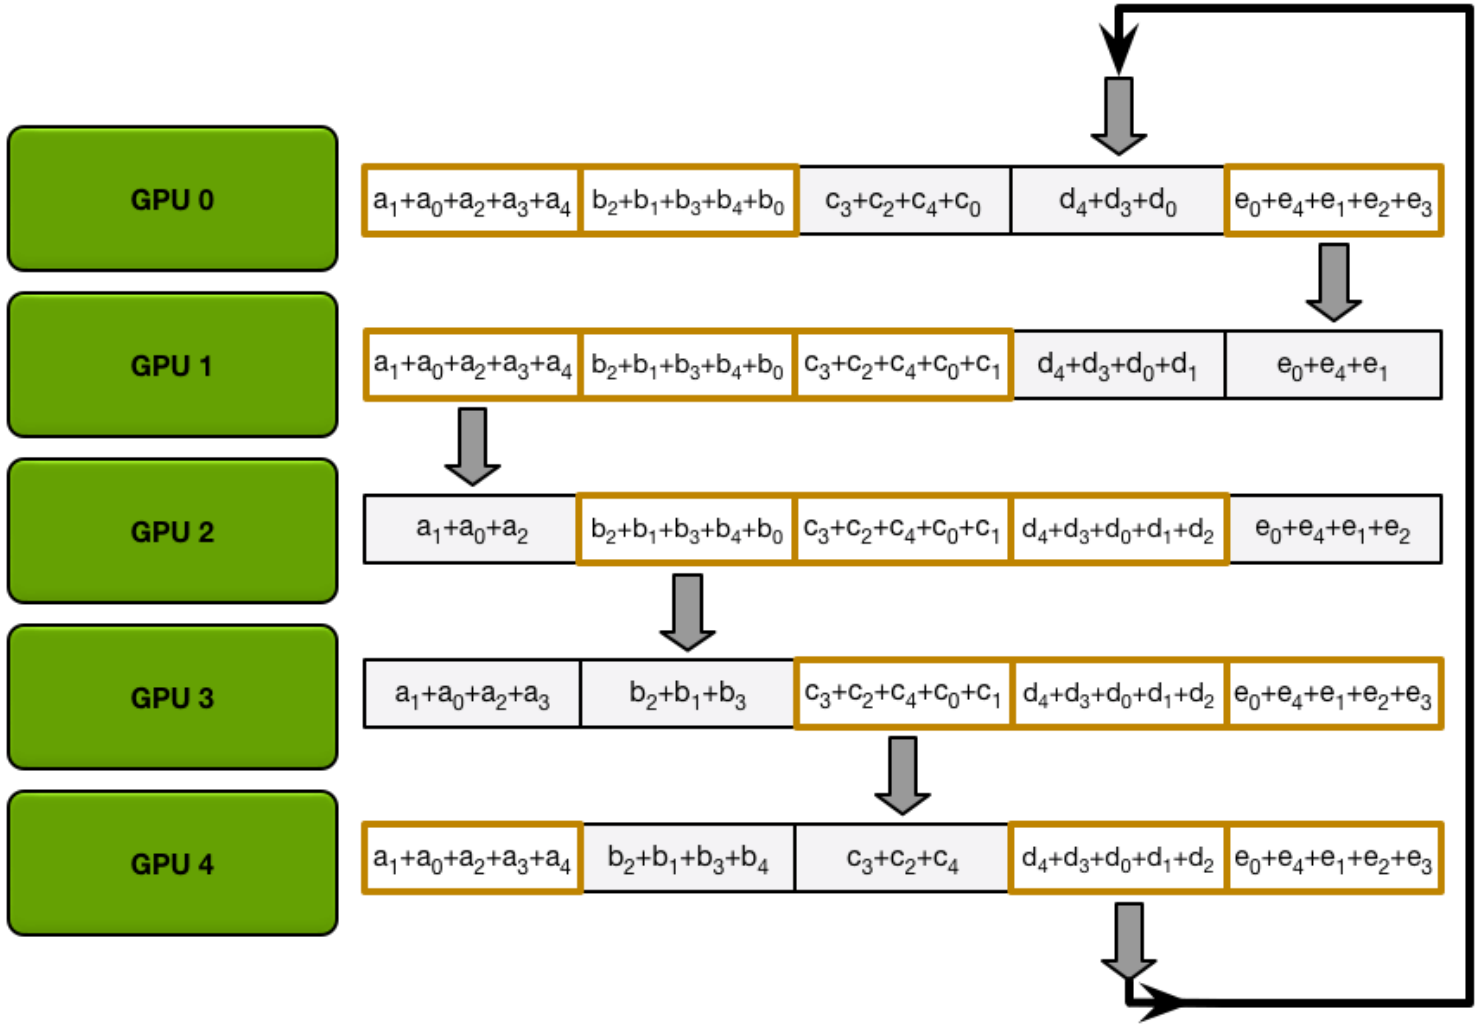 GPU 0
a₁+a₀+a₂+a₃+a₄ b₂+b₁+b₃+b₄+b₀ c₃+c₂+c₄+c₀ d₄+d₃+d₀ e₀+e₄+e₁+e₂+e₃
GPU 1
a₁+a₀+a₂+a₃+a₄ b₂+b₁+b₃+b₄+b₀ c₃+c₂+c₄+c₀+c₁ d₄+d₃+d₀+d₁ e₀+e₄+e₁
GPU 2
a₁+a₀+a₂ b₂+b₁+b₃+b₄+b₀ c₃+c₂+c₄+c₀+c₁ d₄+d₃+d₀+d₁+d₂ e₀+e₄+e₁+e₂
GPU 3
a₁+a₀+a₂+a₃ b₂+b₁+b₃ c₃+c₂+c₄+c₀+c₁ d₄+d₃+d₀+d₁+d₂ e₀+e₄+e₁+e₂+e₃
GPU 4
a₁+a₀+a₂+a₃+a₄ b₂+b₁+b₃+b₄ c₃+c₂+c₄ d₄+d₃+d₀+d₁+d₂ e₀+e₄+e₁+e₂+e₃